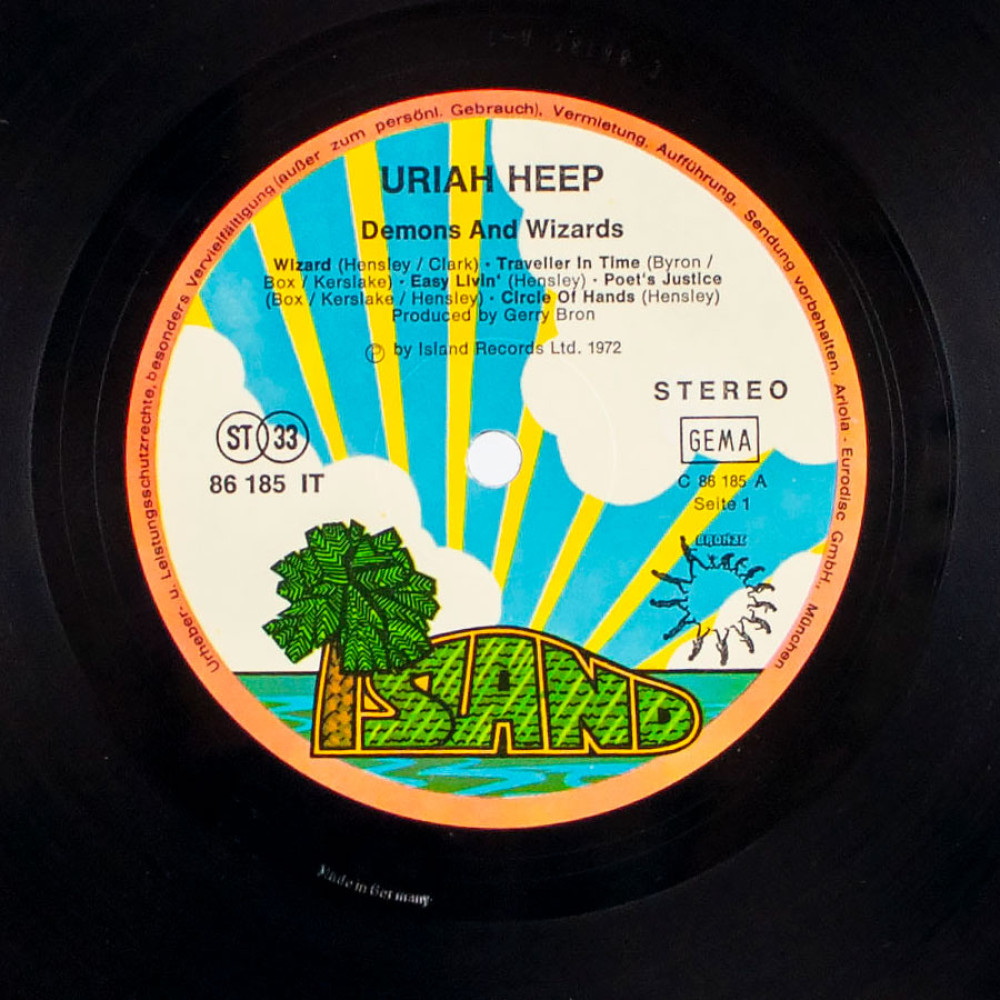 Urheber- u. Leistungsschutzrechte, besonders Vervielfältigung (außer zum persönl. Gebrauch), Vermietung, Aufführung, Sendung vorbehalten. Ariola · Eurodisc GmbH., München
URIAH HEEP
Demons And Wizards
Wizard (Hensley / Clark) · Traveller In Time (Byron /
Box / Kerslake) · Easy Livin' (Hensley) · Poet's Justice
(Box / Kerslake / Hensley) · Circle Of Hands (Hensley)
Produced by Gerry Bron
Ⓟ by Island Records Ltd. 1972
STEREO
ST 33
GEMA
86 185 IT
C 86 185 A
Seite 1
BRONZE
ISLAND
Made in Germany